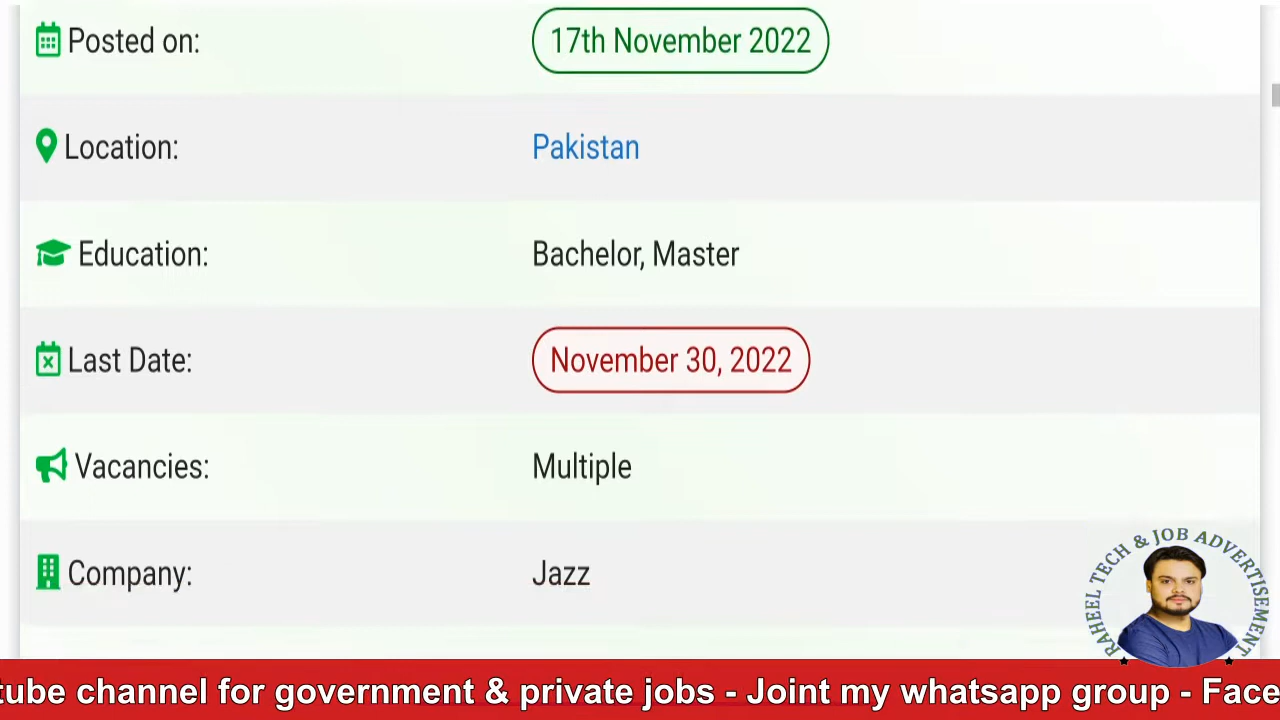 Posted on: 17th November 2022
Location: Pakistan
Education: Bachelor, Master
Last Date: November 30, 2022
Vacancies: Multiple
Company: Jazz
RAHEEL TECH & JOB ADVERTISEMENT
tube channel for government & private jobs - Joint my whatsapp group - Face